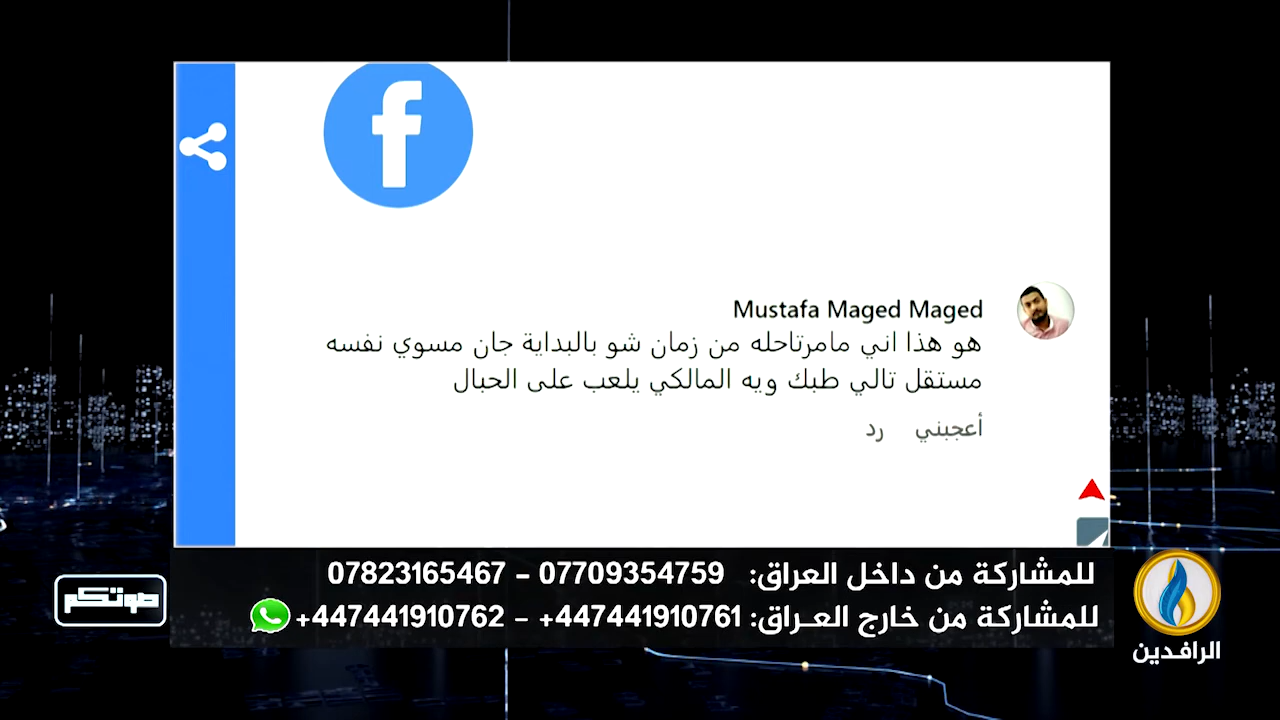 f
Mustafa Maged Maged
هو هذا اني مامرتاحله من زمان شو بالبداية جان مسوي نفسه
مستقل تالي طبك ويه المالكي يلعب على الحبال
أعجبني رد
للمشاركة من داخل العراق: 07709354759 - 07823165467
للمشاركة من خارج العـراق: 447441910761+ - 447441910762+
صوتكم
الرافدين